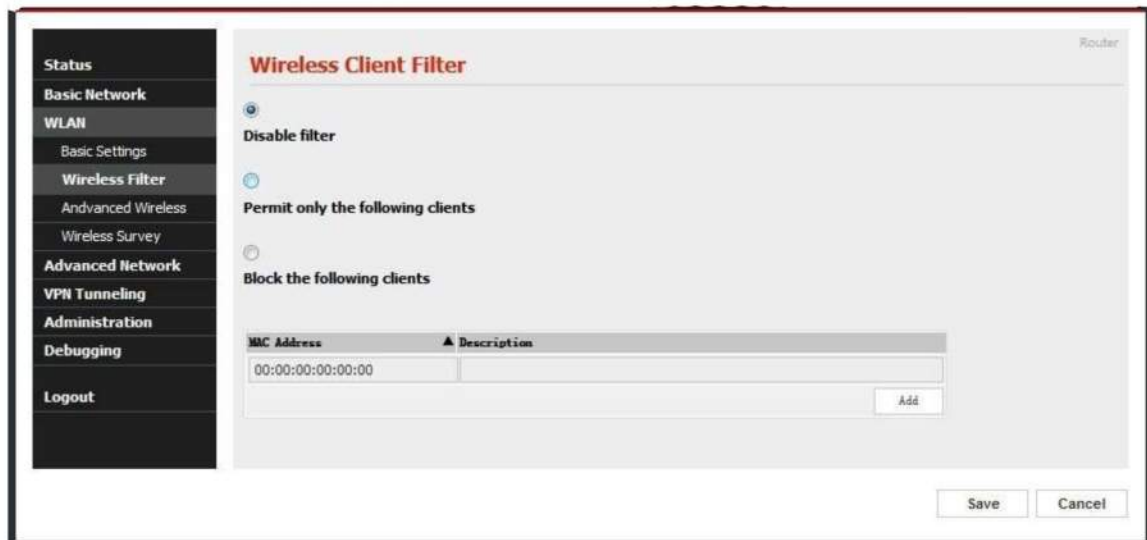 Router
Status
Basic Network
WLAN
Basic Settings
Wireless Filter
Andvanced Wireless
Wireless Survey
Advanced Network
VPN Tunneling
Administration
Debugging
Logout
Wireless Client Filter
Disable filter
Permit only the following clients
Block the following clients
MAC Address ▲ Description
00:00:00:00:00:00
Add
Save Cancel